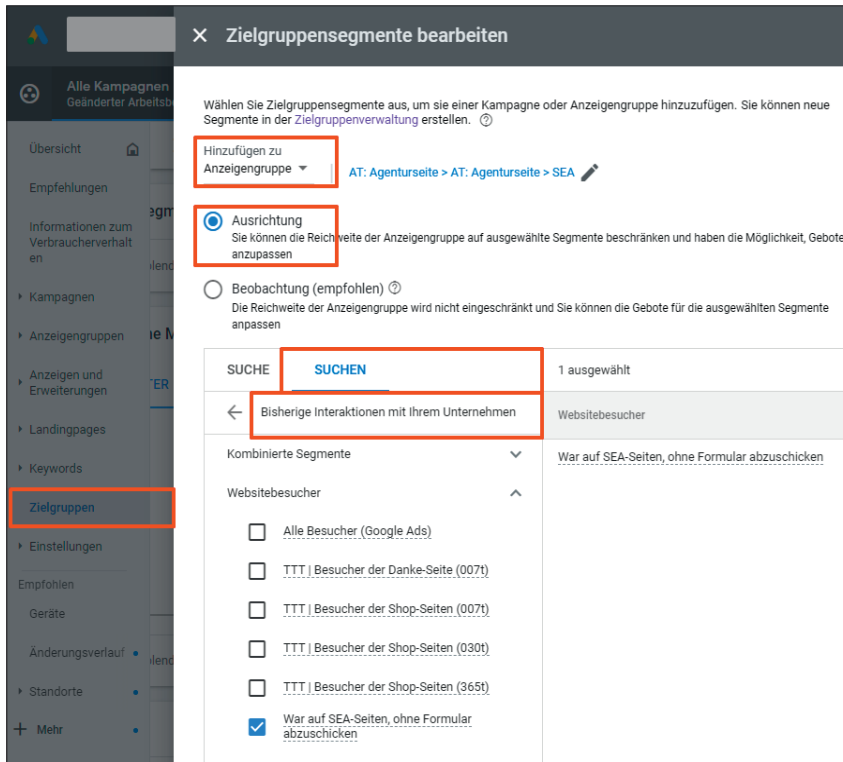 Zielgruppensegmente bearbeiten
Alle Kampagnen
Geänderter Arbeitsb
Übersicht
Empfehlungen
Informationen zum
Verbraucherverhalt
en
Kampagnen
Anzeigengruppen
Anzeigen und
Erweiterungen
Landingpages
Keywords
Zielgruppen
Einstellungen
Empfohlen
Geräte
Änderungsverlauf
Standorte
Mehr
Wählen Sie Zielgruppensegmente aus, um sie einer Kampagne oder Anzeigengruppe hinzuzufügen. Sie können neue
Segmente in der Zielgruppenverwaltung erstellen.
Hinzufügen zu
Anzeigengruppe
AT: Agenturseite > AT: Agenturseite > SEA
Ausrichtung
Sie können die Reichweite der Anzeigengruppe auf ausgewählte Segmente beschränken und haben die Möglichkeit, Gebote
anzupassen
Beobachtung (empfohlen)
Die Reichweite der Anzeigengruppe wird nicht eingeschränkt und Sie können die Gebote für die ausgewählten Segmente
anpassen
SUCHE
SUCHEN
1 ausgewählt
Bisherige Interaktionen mit Ihrem Unternehmen
Websitebesucher
Kombinierte Segmente
War auf SEA-Seiten, ohne Formular abzuschicken
Websitebesucher
Alle Besucher (Google Ads)
TTT | Besucher der Danke-Seite (007t)
TTT | Besucher der Shop-Seiten (007t)
TTT | Besucher der Shop-Seiten (030t)
TTT | Besucher der Shop-Seiten (365t)
War auf SEA-Seiten, ohne Formular
abzuschicken